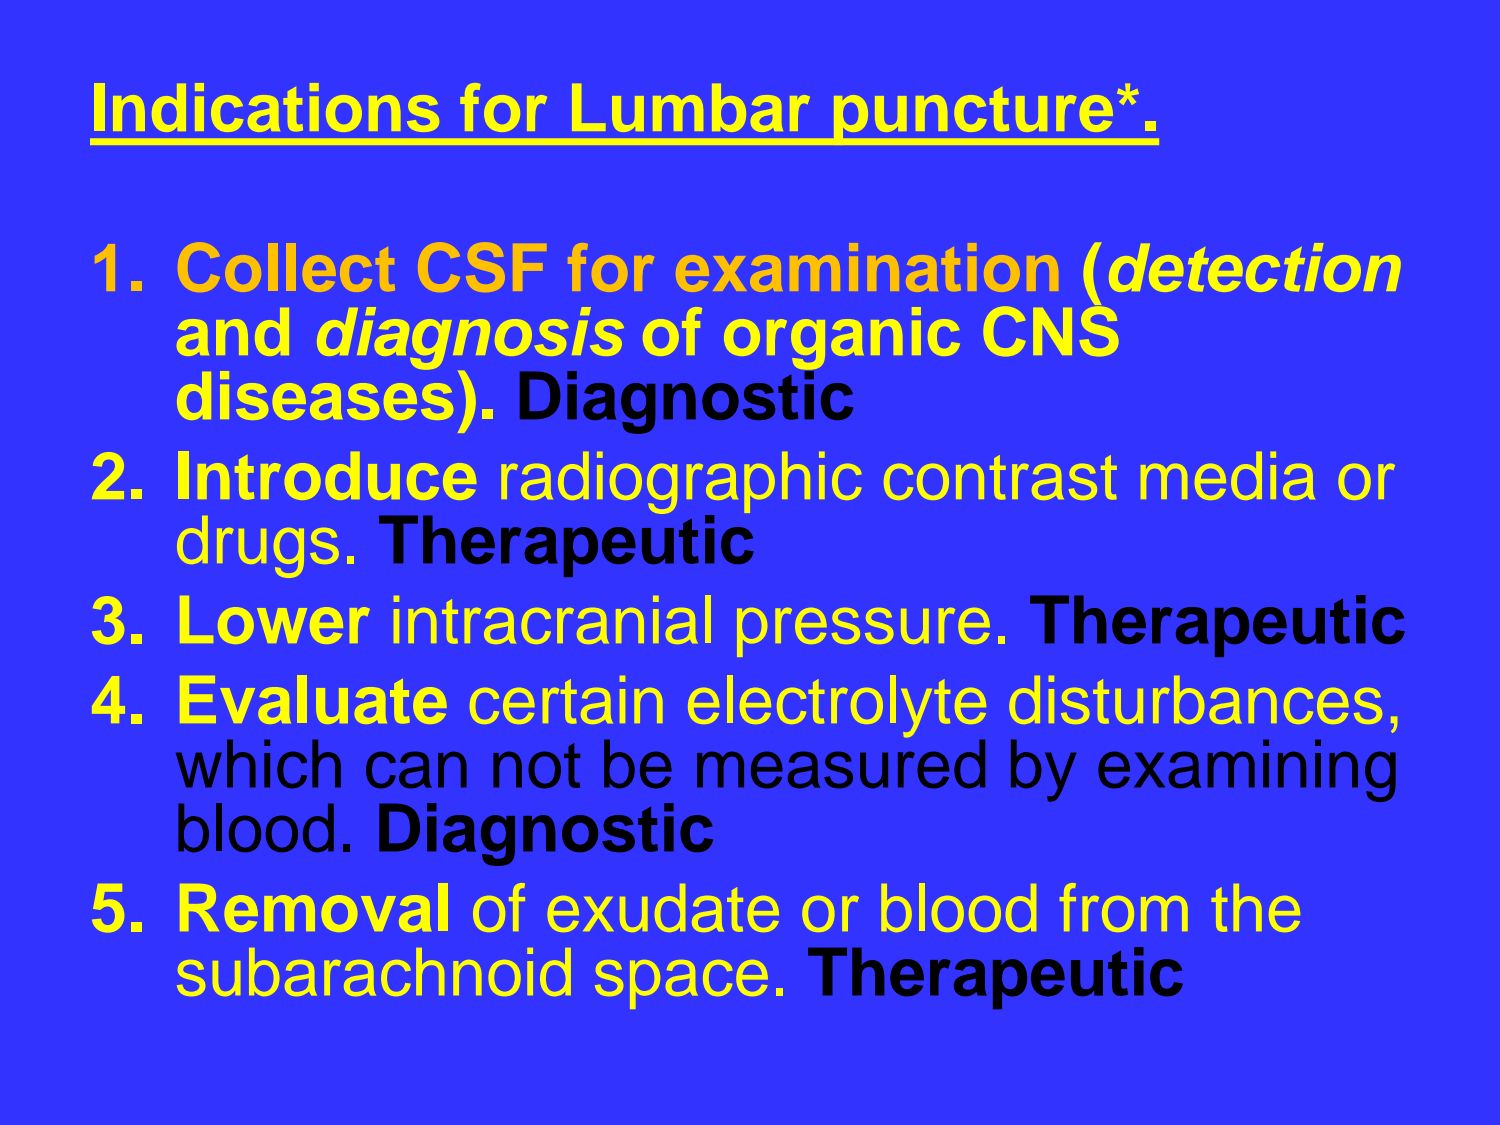 Indications for Lumbar puncture*.
1. Collect CSF for examination (detection
and diagnosis of organic CNS
diseases). Diagnostic
2. Introduce radiographic contrast media or
drugs. Therapeutic
3. Lower intracranial pressure. Therapeutic
4. Evaluate certain electrolyte disturbances,
which can not be measured by examining
blood. Diagnostic
5. Removal of exudate or blood from the
subarachnoid space. Therapeutic